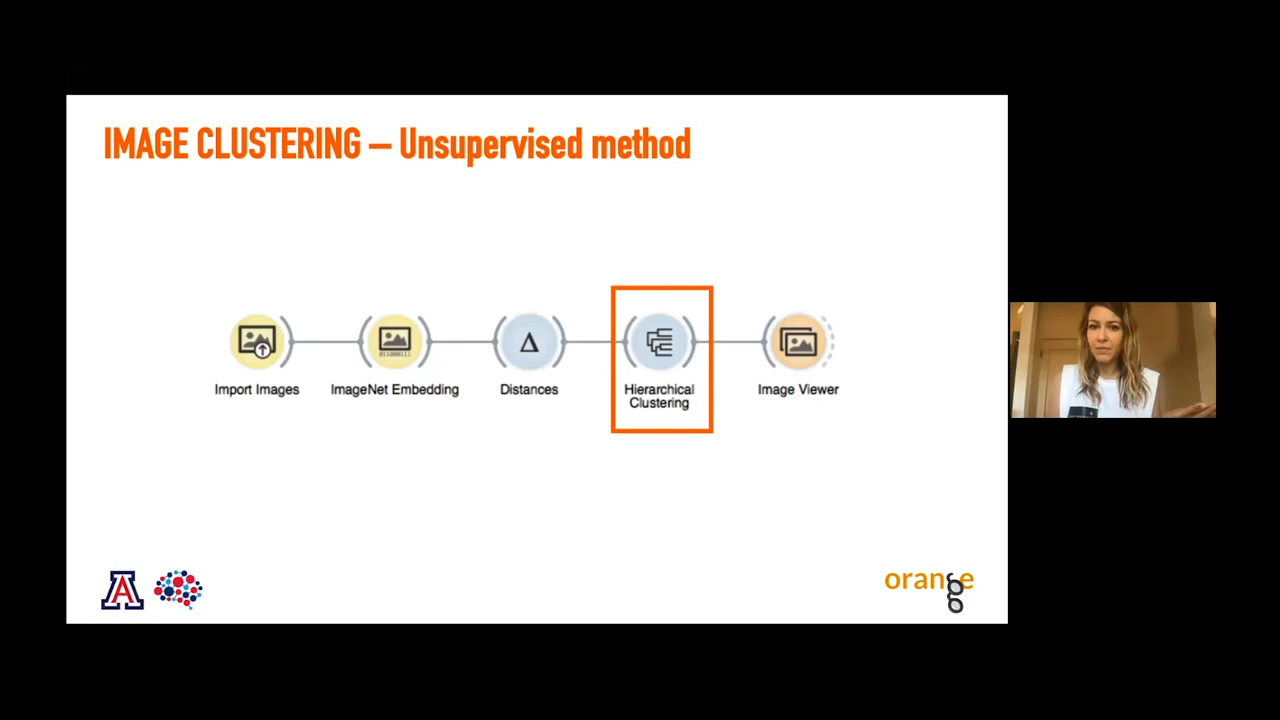 IMAGE CLUSTERING – Unsupervised method
Import Images
ImageNet Embedding
Δ
Distances
Hierarchical
Clustering
Image Viewer
A
orange